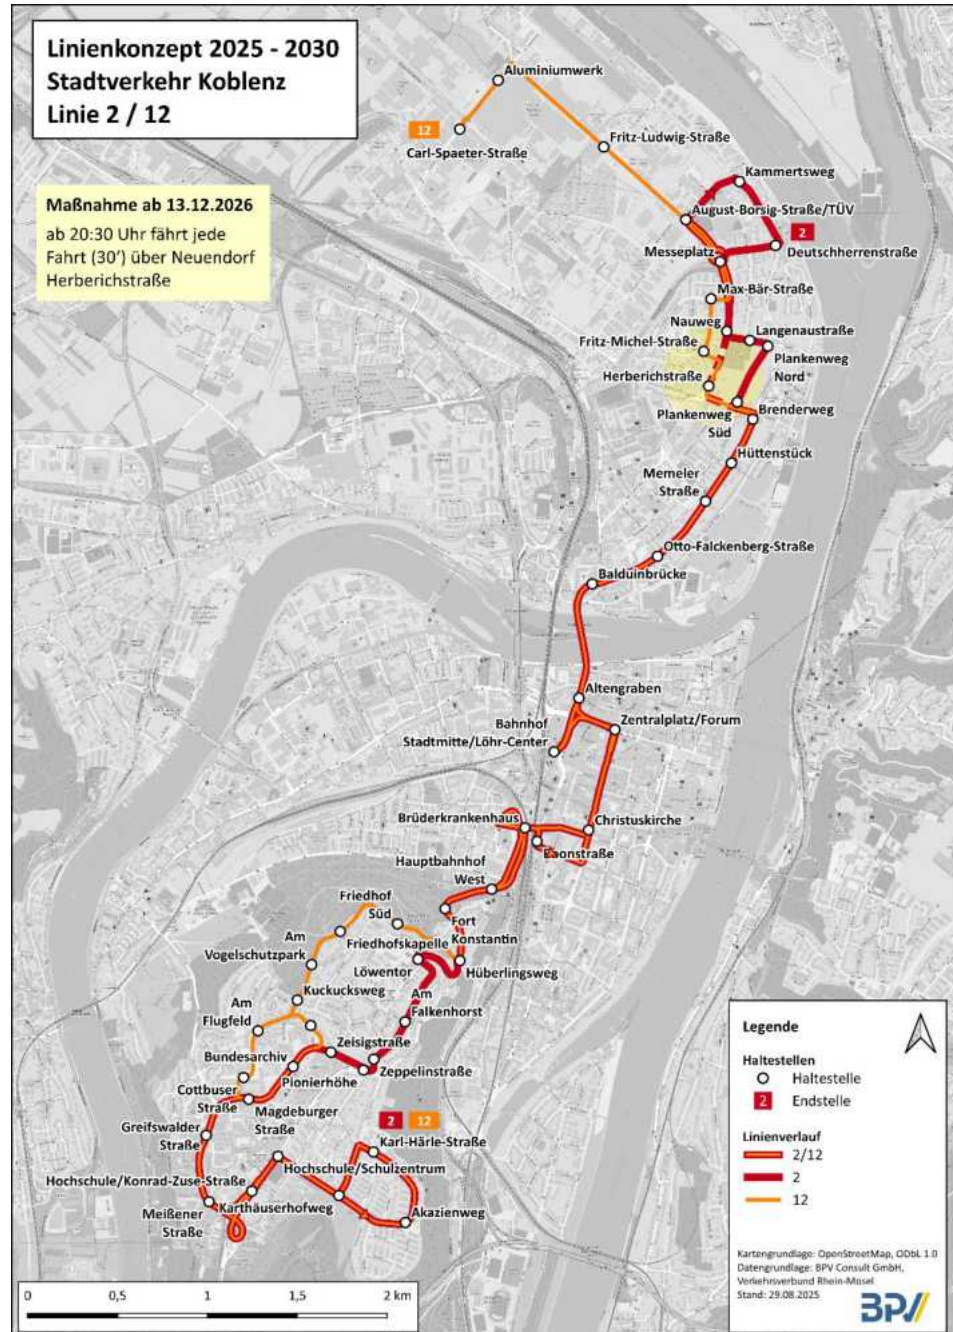 Linienkonzept 2025 - 2030
Stadtverkehr Koblenz
Linie 2 / 12
Maßnahme ab 13.12.2026
ab 20:30 Uhr fährt jede
Fahrt (30') über Neuendorf
Herberichstraße
Aluminiumwerk
12
Carl-Spaeter-Straße
Fritz-Ludwig-Straße
Kammertsweg
August-Borsig-Straße/TÜV
2
Deutschherrenstraße
Messeplatz
Max-Bär-Straße
Nauweg
Langenaustraße
Fritz-Michel-Straße
Plankenweg
Nord
Herberichstraße
Plankenweg
Süd
Brenderweg
Hüttenstück
Memeler
Straße
Otto-Falckenberg-Straße
Balduinbrücke
Altengraben
Zentralplatz/Forum
Bahnhof
Stadtmitte/Löhr-Center
Brüderkrankenhaus
Christuskirche
Baonstraße
Hauptbahnhof
West
Friedhof
Süd
Fort
Konstantin
Am
Vogelschutzpark
Friedhofskapelle
Löwentor
Hüberlingsweg
Kuckucksweg
Am
Falkenhorst
Am
Flugfeld
Zeisigstraße
Bundesarchiv
Pionierhöhe
Zeppelinstraße
Cottbuser
Straße
Magdeburger
Straße
2 12
Greifswalder
Straße
Karl-Härle-Straße
Hochschule/Schulzentrum
Hochschule/Konrad-Zuse-Straße
Karthäuserhofweg
Meißener
Straße
Akazienweg
Legende
Haltestellen
Haltestelle
2 Endstelle
Linienverlauf
2/12
2
12
Kartengrundlage: OpenStreetMap, ODbL 1.0
Datengrundlage: BPV Consult GmbH,
Verkehrsverbund Rhein-Mosel
Stand: 29.08.2025
BPV
0 0,5 1 1,5 2 km